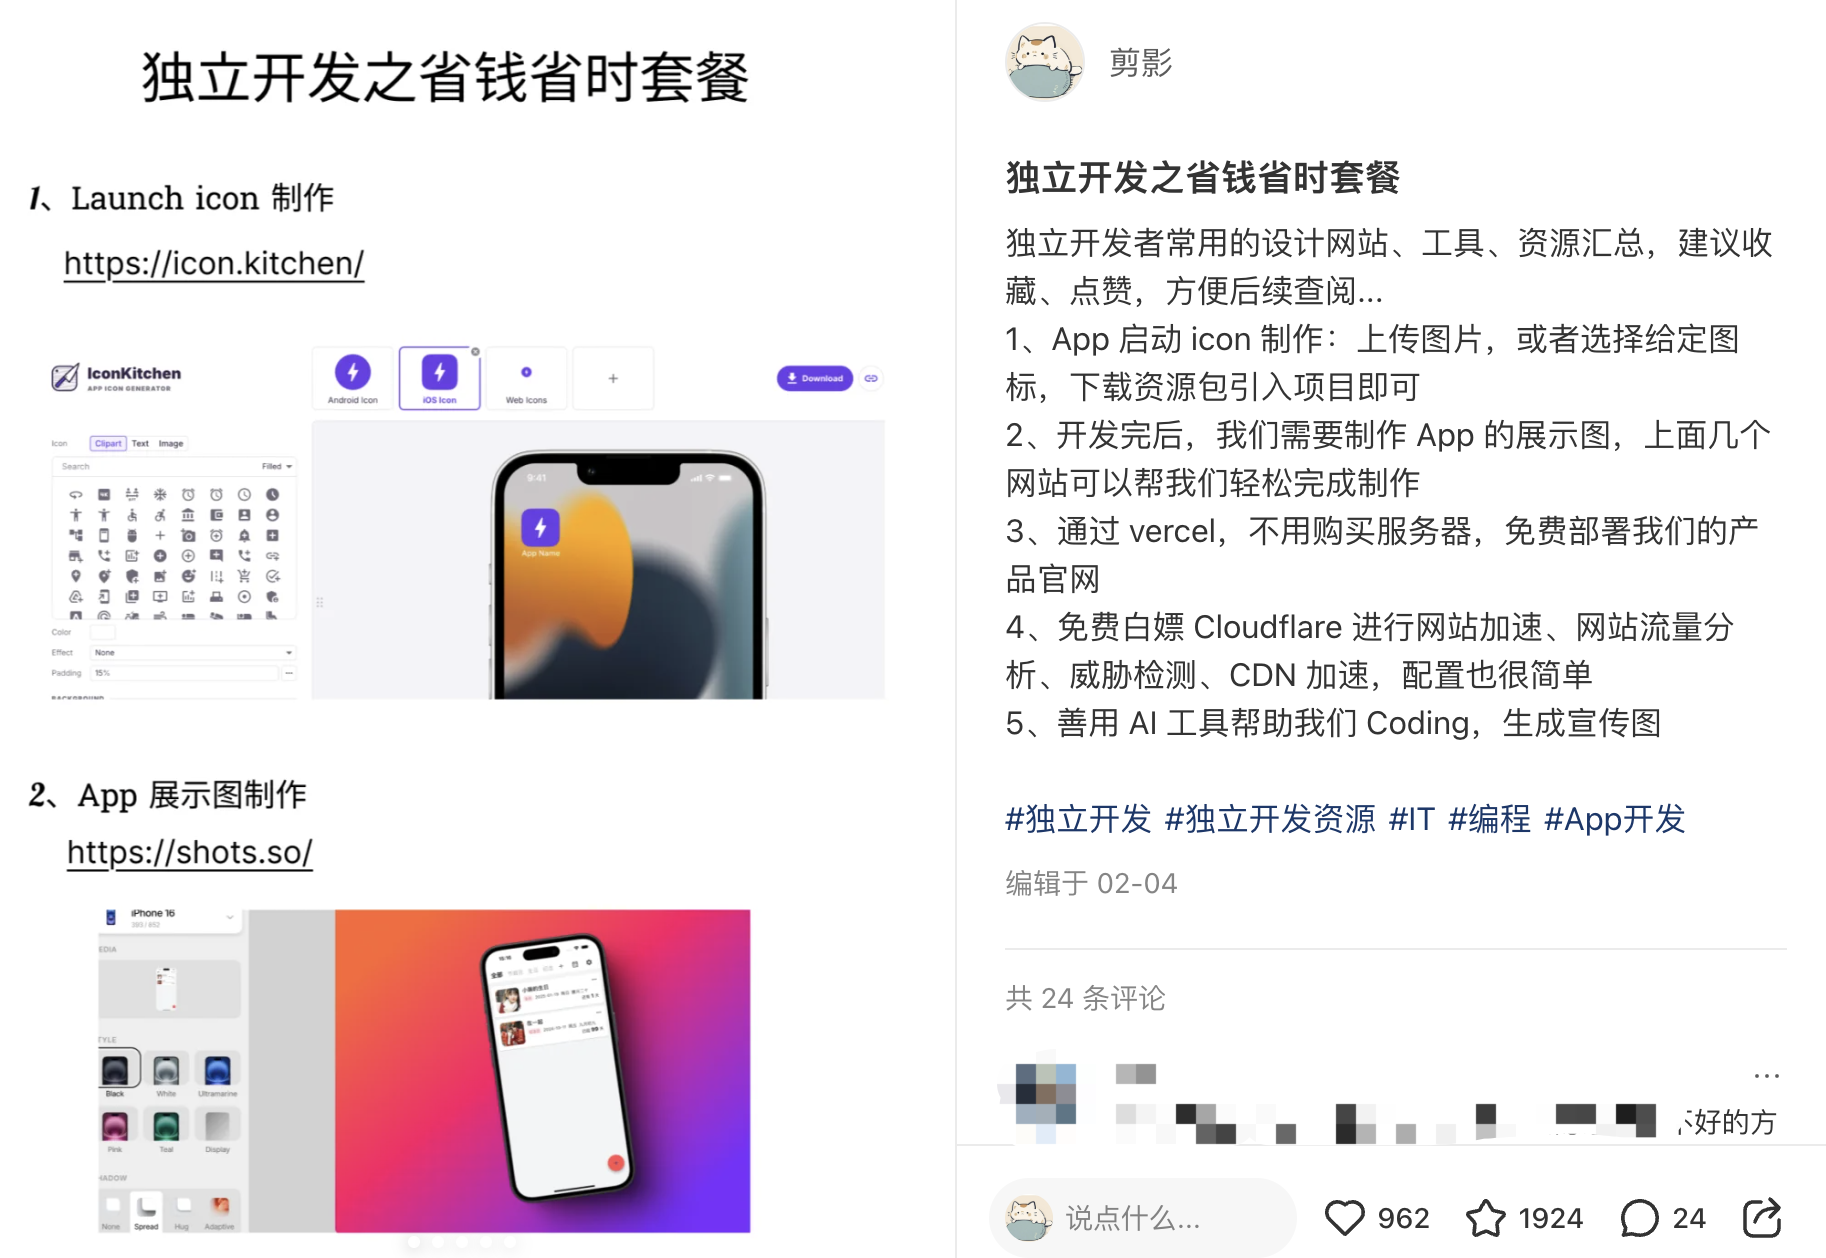 独立开发之省钱省时套餐
1、Launch icon 制作
https://icon.kitchen/
IconKitchen
APP ICON GENERATOR
Android Icon
iOS Icon
Web Icons
+
Download
Icon
Clipart
Text
Image
Search
Filled
Color
Effect
None
Padding
15%
BACKGROUND
9:41
App Name
2、App 展示图制作
https://shots.so/
iPhone 16
393 / 852
EDIA
TYLE
Black
White
Ultramarine
Pink
Teal
Display
HADOW
None
Spread
Hug
Adaptive
全部
剪影
独立开发之省钱省时套餐
独立开发者常用的设计网站、工具、资源汇总，建议收
藏、点赞，方便后续查阅...
1、App 启动 icon 制作：上传图片，或者选择给定图
标，下载资源包引入项目即可
2、开发完后，我们需要制作 App 的展示图，上面几个
网站可以帮我们轻松完成制作
3、通过 vercel，不用购买服务器，免费部署我们的产
品官网
4、免费白嫖 Cloudflare 进行网站加速、网站流量分
析、威胁检测、CDN 加速，配置也很简单
5、善用 AI 工具帮助我们 Coding，生成宣传图
#独立开发 #独立开发资源 #IT #编程 #App开发
编辑于 02-04
共 24 条评论
好的方
说点什么...
962
1924
24